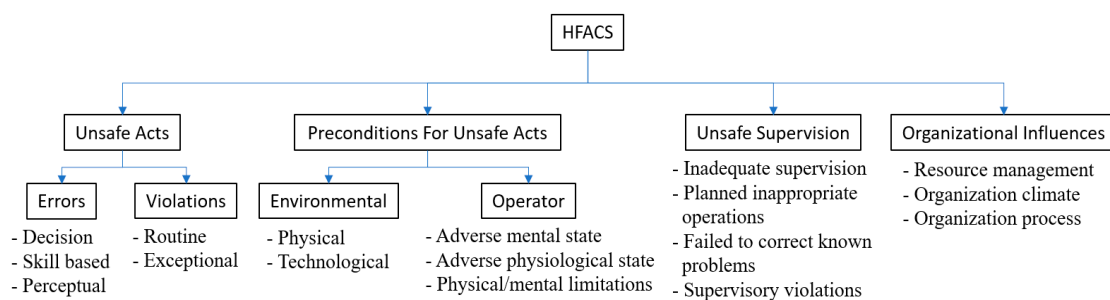 HFACS
Unsafe Acts
Preconditions For Unsafe Acts
Unsafe Supervision
Organizational Influences
Errors
- Decision
- Skill based
- Perceptual
Violations
- Routine
- Exceptional
Environmental
- Physical
- Technological
Operator
- Adverse mental state
- Adverse physiological state
- Physical/mental limitations
- Inadequate supervision
- Planned inappropriate
operations
- Failed to correct known
problems
- Supervisory violations
- Resource management
- Organization climate
- Organization process